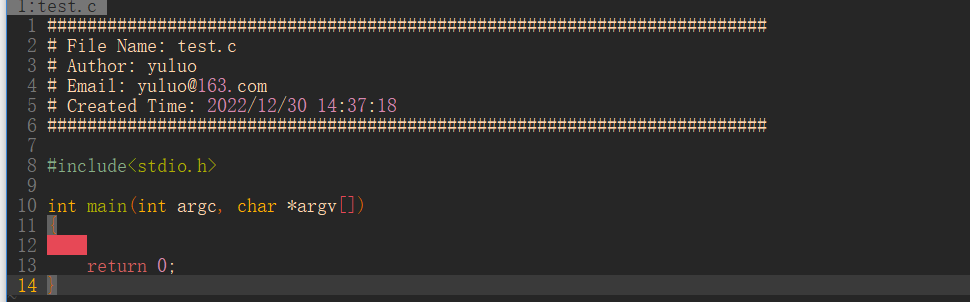 1:test.c
1 ########################################################################
2 # File Name: test.c
3 # Author: yuluo
4 # Email: yuluo@163.com
5 # Created Time: 2022/12/30 14:37:18
6 ########################################################################
7
8 #include<stdio.h>
9
10 int main(int argc, char *argv[])
11 {
12
13     return 0;
14 }